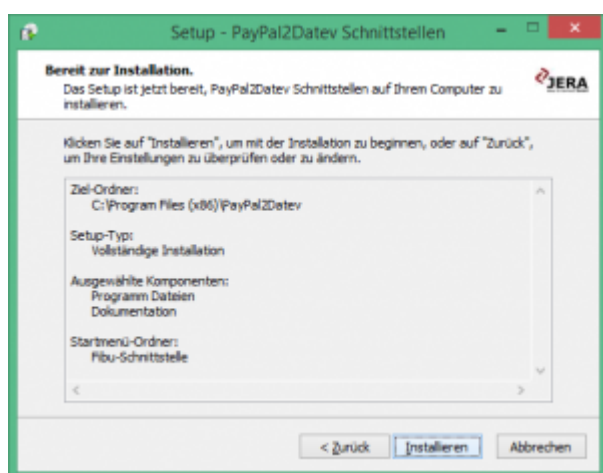 Setup - PayPal2Datev Schnittstellen
Bereit zur Installation.
Das Setup ist jetzt bereit, PayPal2Datev Schnittstellen auf Ihrem Computer zu
installieren.
JERA
Klicken Sie auf "Installieren", um mit der Installation zu beginnen, oder auf "Zurück",
um Ihre Einstellungen zu überprüfen oder zu ändern.
Ziel-Ordner:
C:\Program Files (x86)\PayPal2Datev
Setup-Typ:
Vollständige Installation
Ausgewählte Komponenten:
Programm Dateien
Dokumentation
Startmenü-Ordner:
Fibu-Schnittstelle
< Zurück
Installieren
Abbrechen